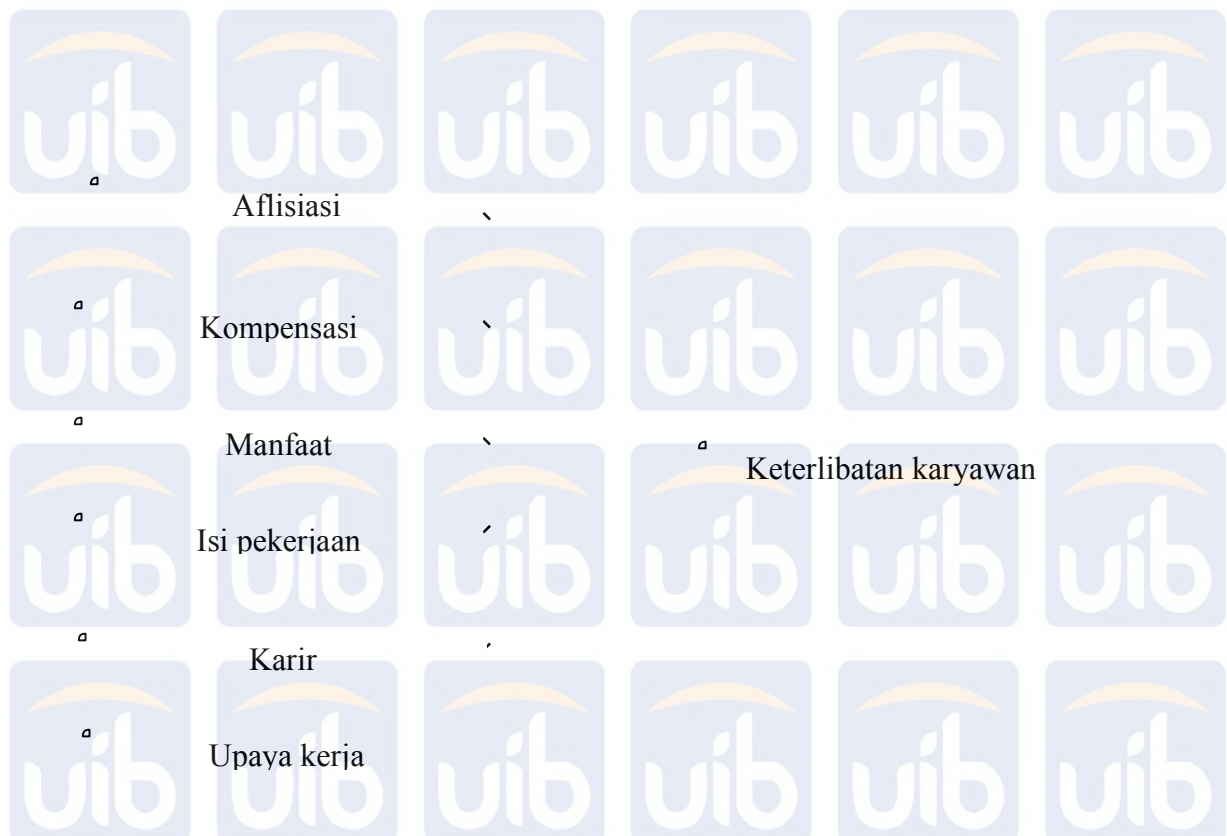 Aflisiasi
Kompensasi
Manfaat
Keterlibatan karyawan
Isi pekerjaan
Karir
Upaya kerja